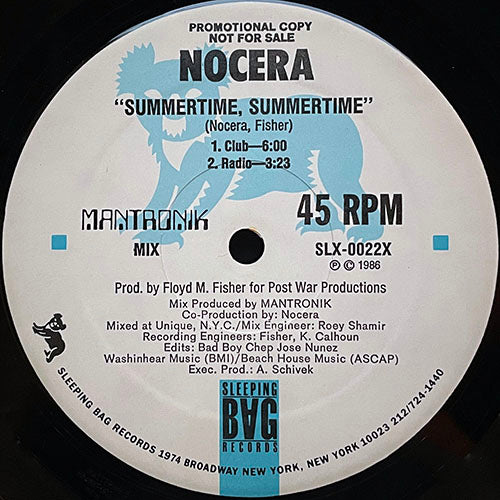 PROMOTIONAL COPY
NOT FOR SALE
NOCERA
"SUMMERTIME, SUMMERTIME"
(Nocera, Fisher)
1. Club—6:00
2. Radio—3:23
MANTRONIK
MIX
45 RPM
SLX-0022X
Ⓟ © 1986
Prod. by Floyd M. Fisher for Post War Productions
Mix Produced by MANTRONIK
Co-Production by: Nocera
Mixed at Unique, N.Y.C./Mix Engineer: Roey Shamir
Recording Engineers: Fisher, K. Calhoun
Edits: Bad Boy Chep Jose Nunez
Washinhear Music (BMI)/Beach House Music (ASCAP)
Exec. Prod.: A. Schivek
SLEEPING
BAG
RECORDS
SLEEPING BAG RECORDS 1974 BROADWAY NEW YORK, NEW YORK 10023 212/724-1440